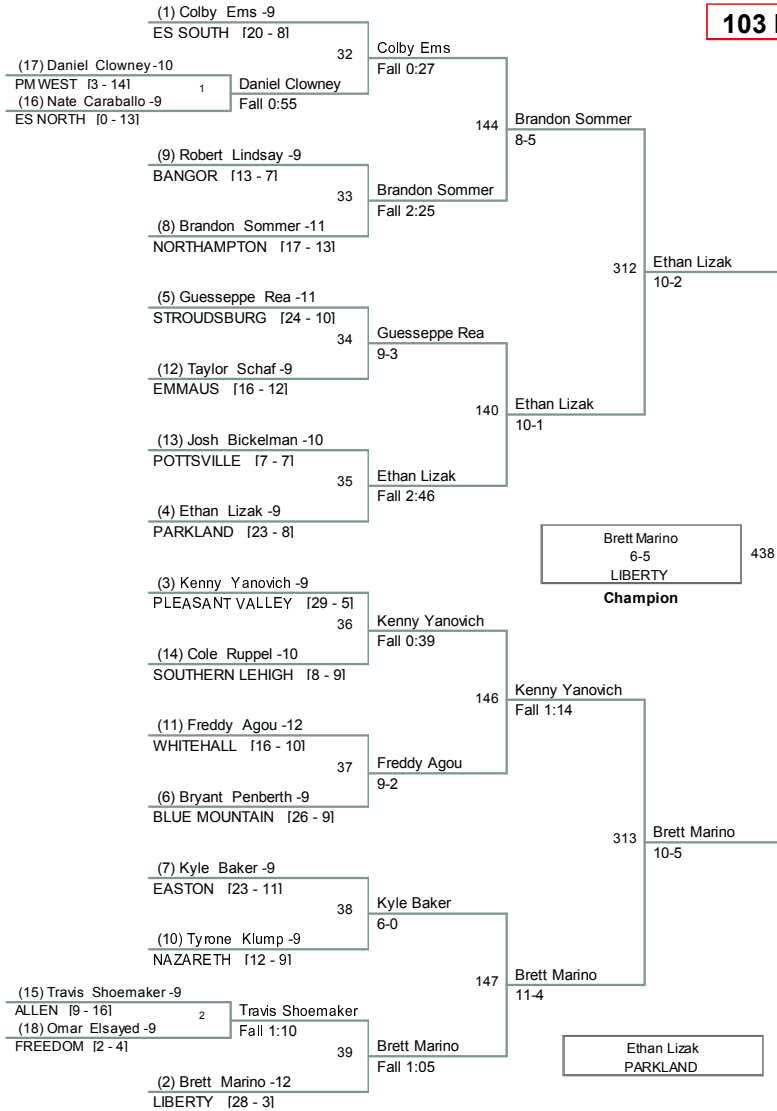 (1) Colby Ems -9
ES SOUTH [20 - 8]
103
32
Colby Ems
Fall 0:27
(17) Daniel Clowney -10
PM WEST [3 - 14]
1
Daniel Clowney
Fall 0:55
(16) Nate Caraballo -9
ES NORTH [0 - 13]
144
Brandon Sommer
8-5
(9) Robert Lindsay -9
BANGOR [13 - 7]
33
Brandon Sommer
Fall 2:25
(8) Brandon Sommer -11
NORTHAMPTON [17 - 13]
312
Ethan Lizak
10-2
(5) Guesseppe Rea -11
STROUDSBURG [24 - 10]
34
Guesseppe Rea
9-3
(12) Taylor Schaf -9
EMMAUS [16 - 12]
140
Ethan Lizak
10-1
(13) Josh Bickelman -10
POTTSVILLE [7 - 7]
35
Ethan Lizak
Fall 2:46
(4) Ethan Lizak -9
PARKLAND [23 - 8]
Brett Marino
6-5
LIBERTY
438
Champion
(3) Kenny Yanovich -9
PLEASANT VALLEY [29 - 5]
36
Kenny Yanovich
Fall 0:39
(14) Cole Ruppel -10
SOUTHERN LEHIGH [8 - 9]
146
Kenny Yanovich
Fall 1:14
(11) Freddy Agou -12
WHITEHALL [16 - 10]
37
Freddy Agou
9-2
(6) Bryant Penberth -9
BLUE MOUNTAIN [26 - 9]
313
Brett Marino
10-5
(7) Kyle Baker -9
EASTON [23 - 11]
38
Kyle Baker
6-0
(10) Tyrone Klump -9
NAZARETH [12 - 9]
147
Brett Marino
11-4
(15) Travis Shoemaker -9
ALLEN [9 - 16]
2
Travis Shoemaker
Fall 1:10
(18) Omar Elsayed -9
FREEDOM [2 - 4]
39
Brett Marino
Fall 1:05
(2) Brett Marino -12
LIBERTY [28 - 3]
Ethan Lizak
PARKLAND